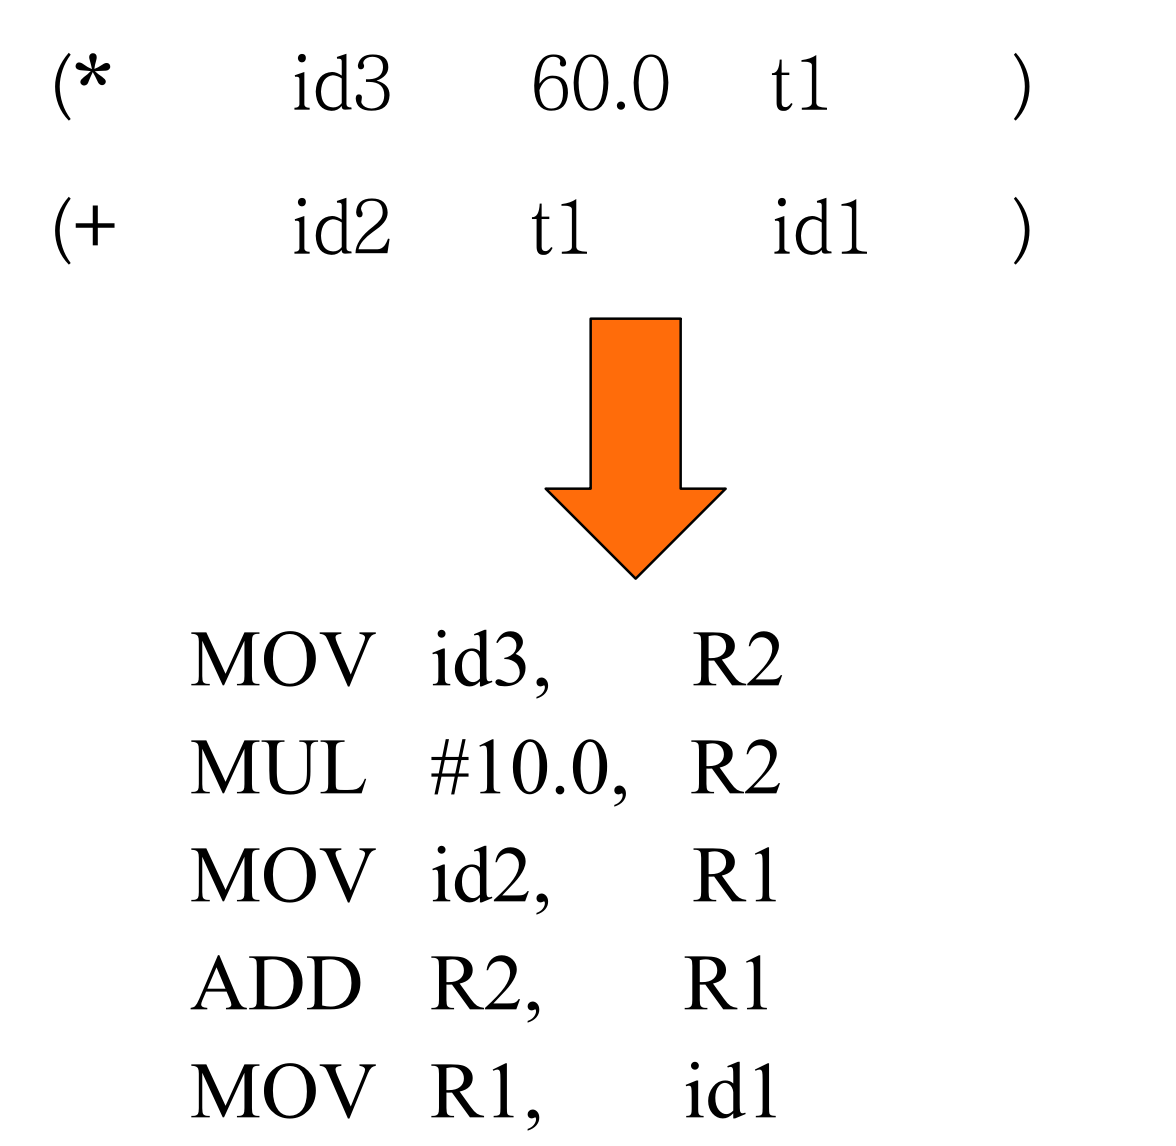 (* id3 60.0 t1 )
(+ id2 t1 id1 )
MOV id3, R2
MUL #10.0, R2
MOV id2, R1
ADD R2, R1
MOV R1, id1